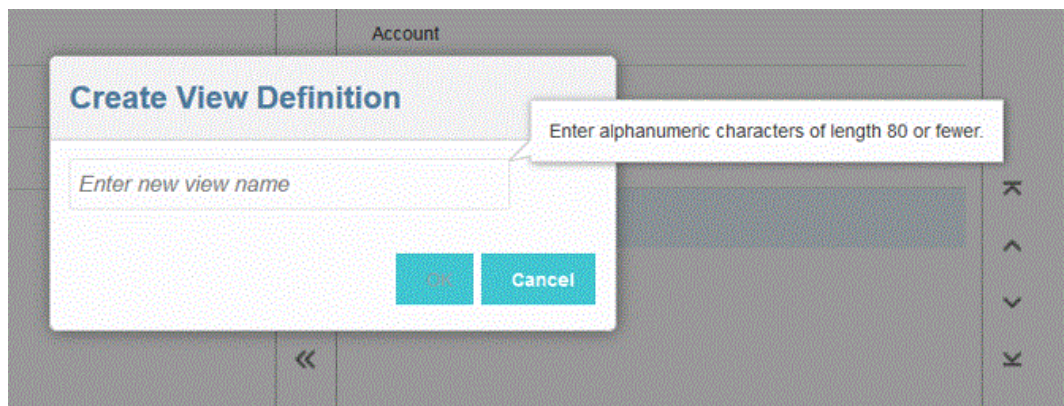 Account
Create View Definition
Enter alphanumeric characters of length 80 or fewer.
Enter new view name
OK
Cancel